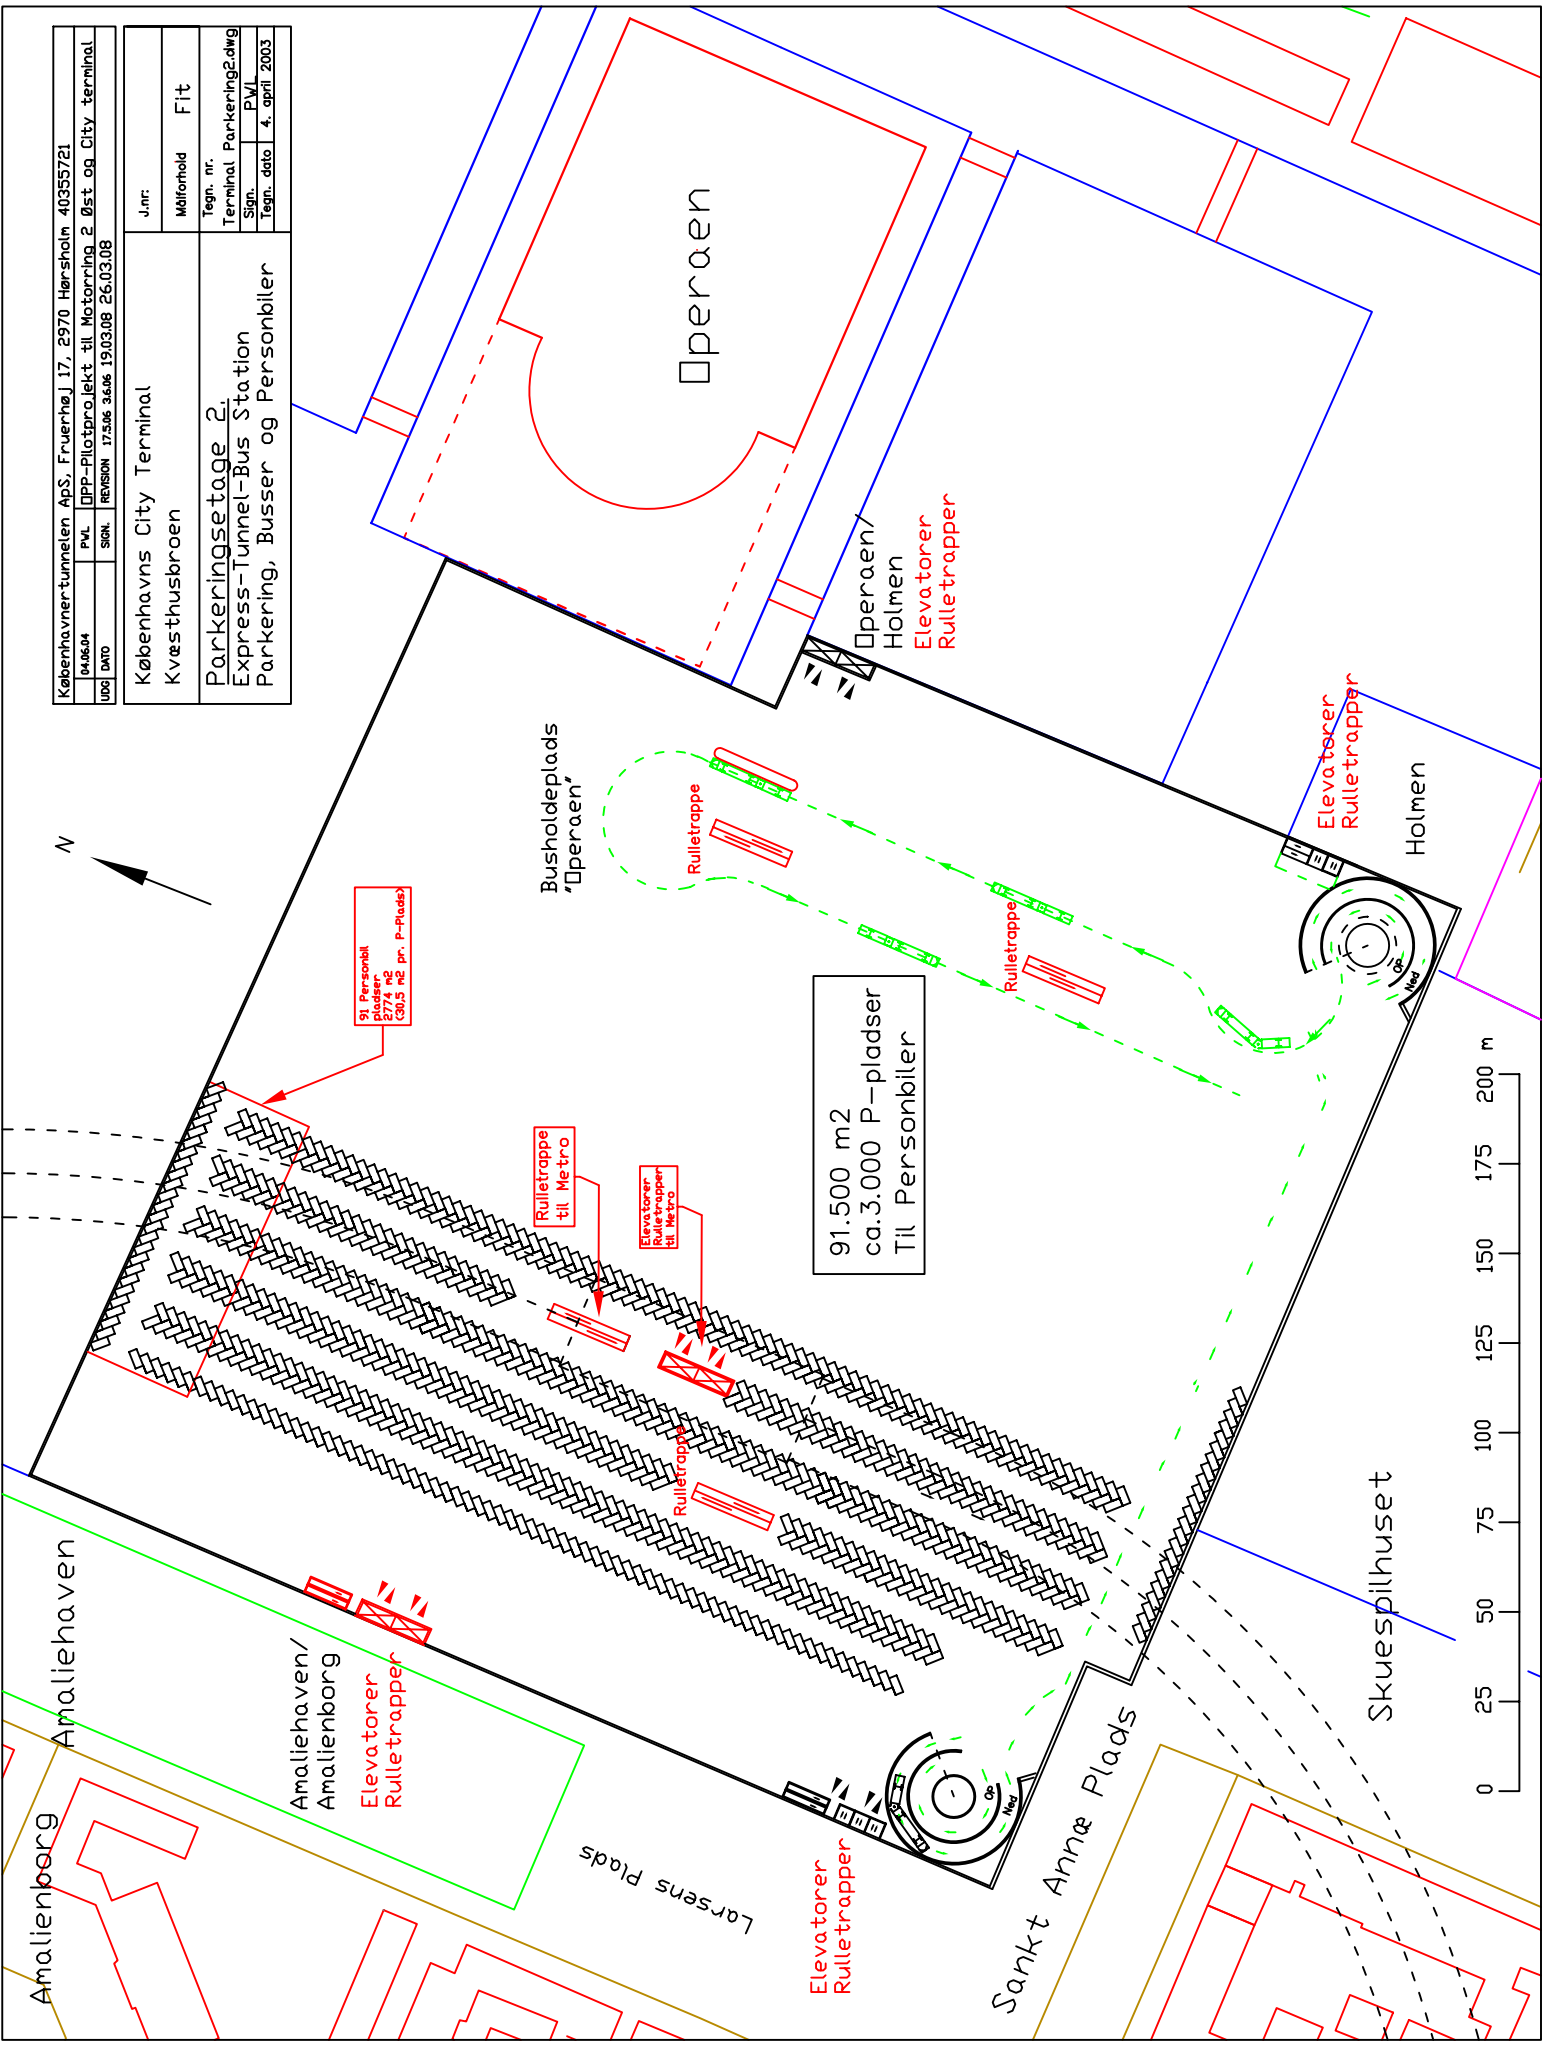 Københavnertunnelen ApS, Fruerhøj 17, 2970 Hørsholm 40355721
04.06.04 PWL OPP-Pilotprojekt til Motorring 2 Øst og City terminal
UDG DATO SIGN. REVISION 17.5.06 3.6.06 19.03.08 26.03.08
Københavns City Terminal
Kvæsthusbroen
J.nr:
Målforhold Fit
Parkeringsetage 2.
Express-Tunnel-Bus Station
Parkering, Busser og Personbiler
Tegn. nr.
Terminal Parkering2.dwg
Sign. PWL
Tegn. dato 4. april 2003
N
Operaen
Operaen/
Holmen
Elevatorer
Rulletrapper
Busholdeplads
"Operaen"
Rulletrappe
Rulletrappe
Elevatorer
Rulletrapper
Holmen
OP
Ned
91 Personbil
pladser
2774 m2
(30,5 m2 pr. P-Plads)
Rulletrappe
til Metro
Elevatorer
Rulletrapper
til Metro
Rulletrappe
91.500 m2
ca.3.000 P-pladser
Til Personbiler
Amaliehaven
Amalienborg
Amaliehaven/
Amalienborg
Elevatorer
Rulletrapper
Larsens Plads
Elevatorer
Rulletrapper
OP
Ned
Sankt Annæ Plads
Skuespilhuset
0 25 50 75 100 125 150 175 200 m